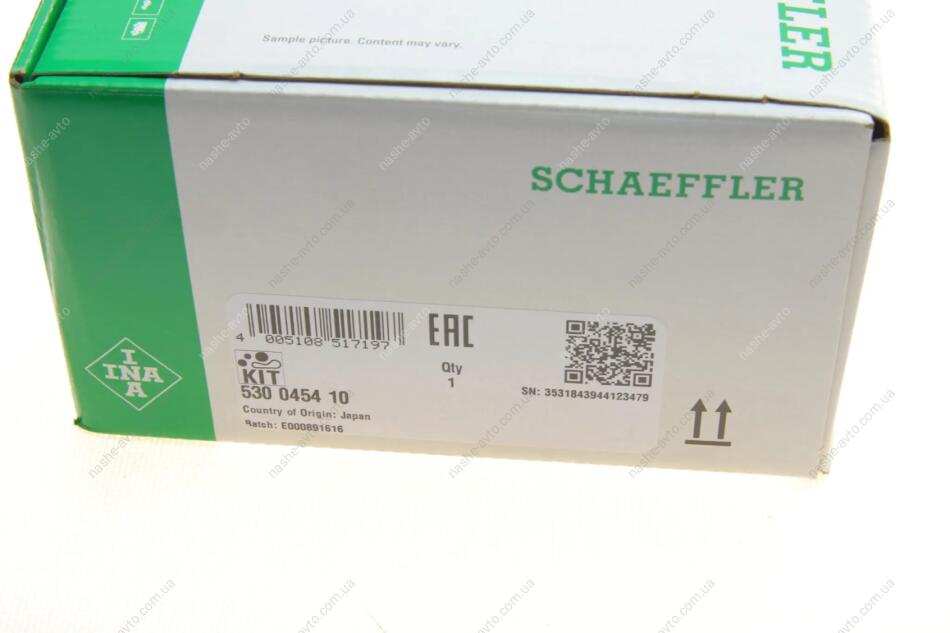 Sample picture. Content may vary.
FLER
SCHAEFFLER
4 005108 517197
EAC
KIT
530 0454 10
Qty
1
Country of Origin: Japan
Batch: E000891616
SN: 3531843944123479
I
INA
A
nashe-avto.com.ua